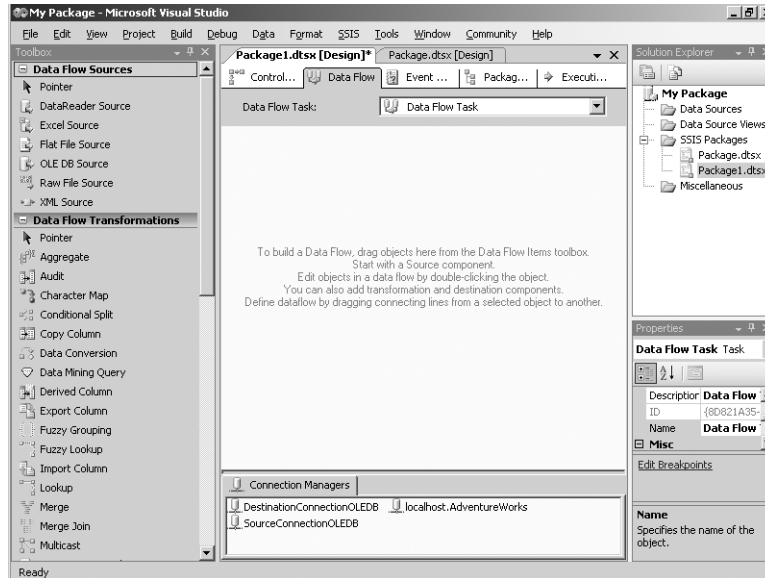 My Package - Microsoft Visual Studio
File Edit View Project Build Debug Data Format SSIS Tools Window Community Help
Toolbox
Data Flow Sources
Pointer
DataReader Source
Excel Source
Flat File Source
OLE DB Source
Raw File Source
XML Source
Data Flow Transformations
Pointer
Aggregate
Audit
Character Map
Conditional Split
Copy Column
Data Conversion
Data Mining Query
Derived Column
Export Column
Fuzzy Grouping
Fuzzy Lookup
Import Column
Lookup
Merge
Merge Join
Multicast
Package1.dtsx [Design]* Package.dtsx [Design]
Control... Data Flow Event ... Packag... Executi...
Data Flow Task: Data Flow Task
To build a Data Flow, drag objects here from the Data Flow Items toolbox.
Start with a Source component.
Edit objects in a data flow by double-clicking the object.
You can also add transformation and destination components.
Define dataflow by dragging connecting lines from a selected object to another.
Connection Managers
DestinationConnectionOLEDB localhost.AdventureWorks
SourceConnectionOLEDB
Solution Explorer
My Package
Data Sources
Data Source Views
SSIS Packages
Package.dtsx
Package1.dtsx
Miscellaneous
Properties
Data Flow Task Task
Description Data Flow
ID {8D821A35-
Name Data Flow
Misc
Edit Breakpoints
Name
Specifies the name of the
object.
Ready